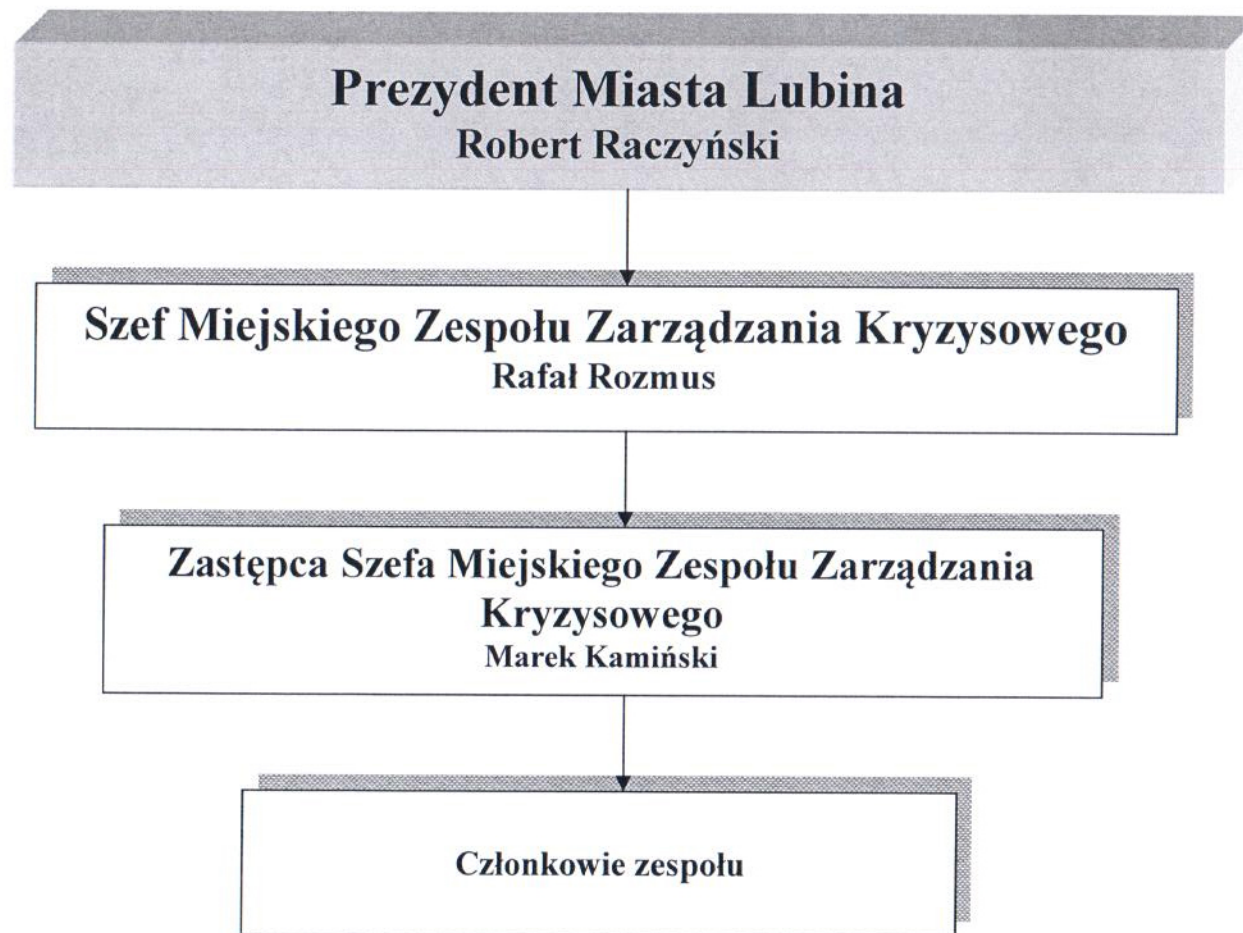 Prezydent Miasta Lubina
Robert Raczyński
Szef Miejskiego Zespołu Zarządzania Kryzysowego
Rafał Rozmus
Zastępca Szefa Miejskiego Zespołu Zarządzania
Kryzysowego
Marek Kamiński
Członkowie zespołu